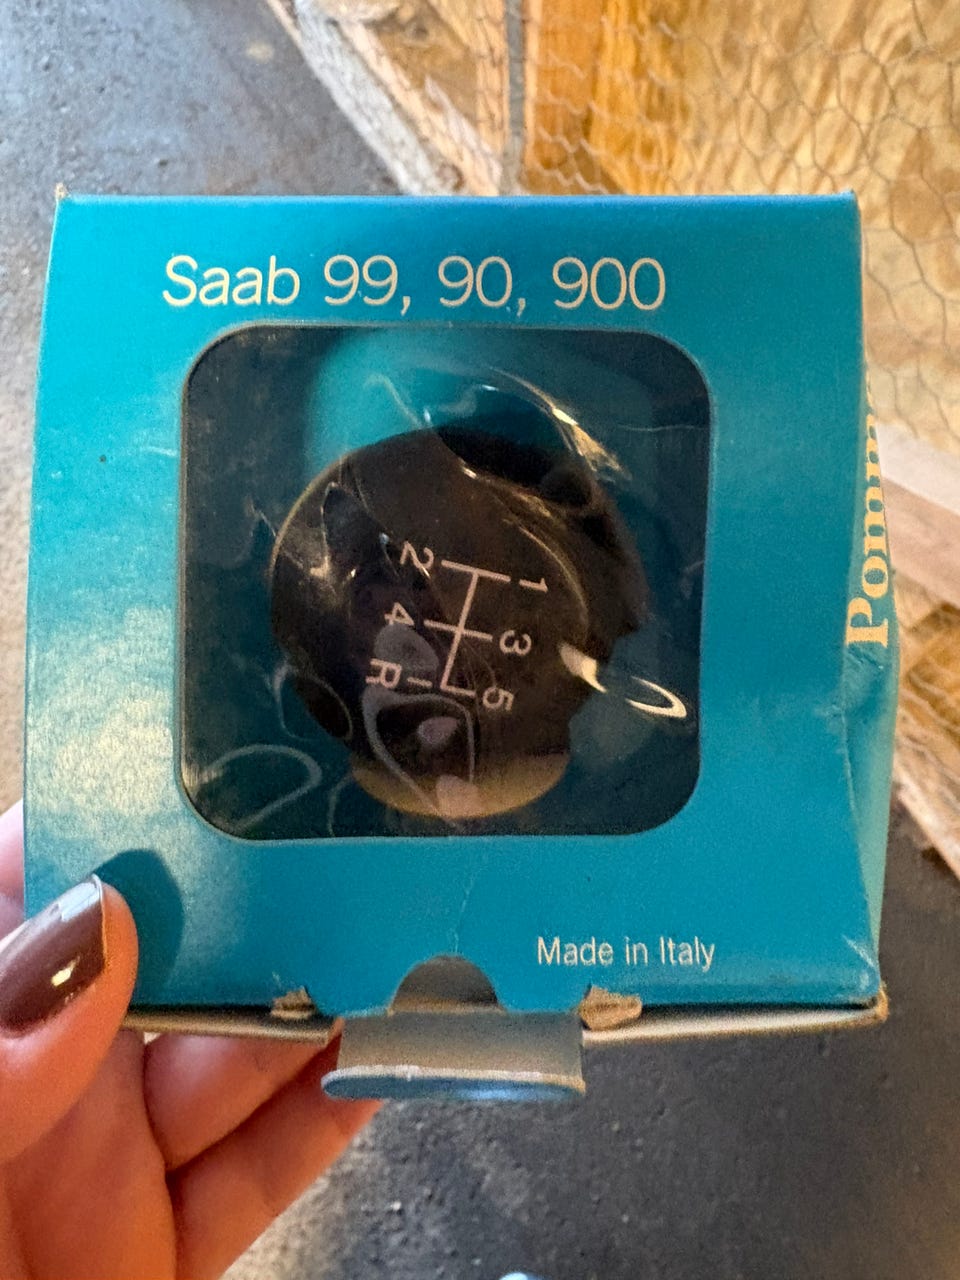 Saab 99, 90, 900
1 3 5
2 4 R
Made in Italy